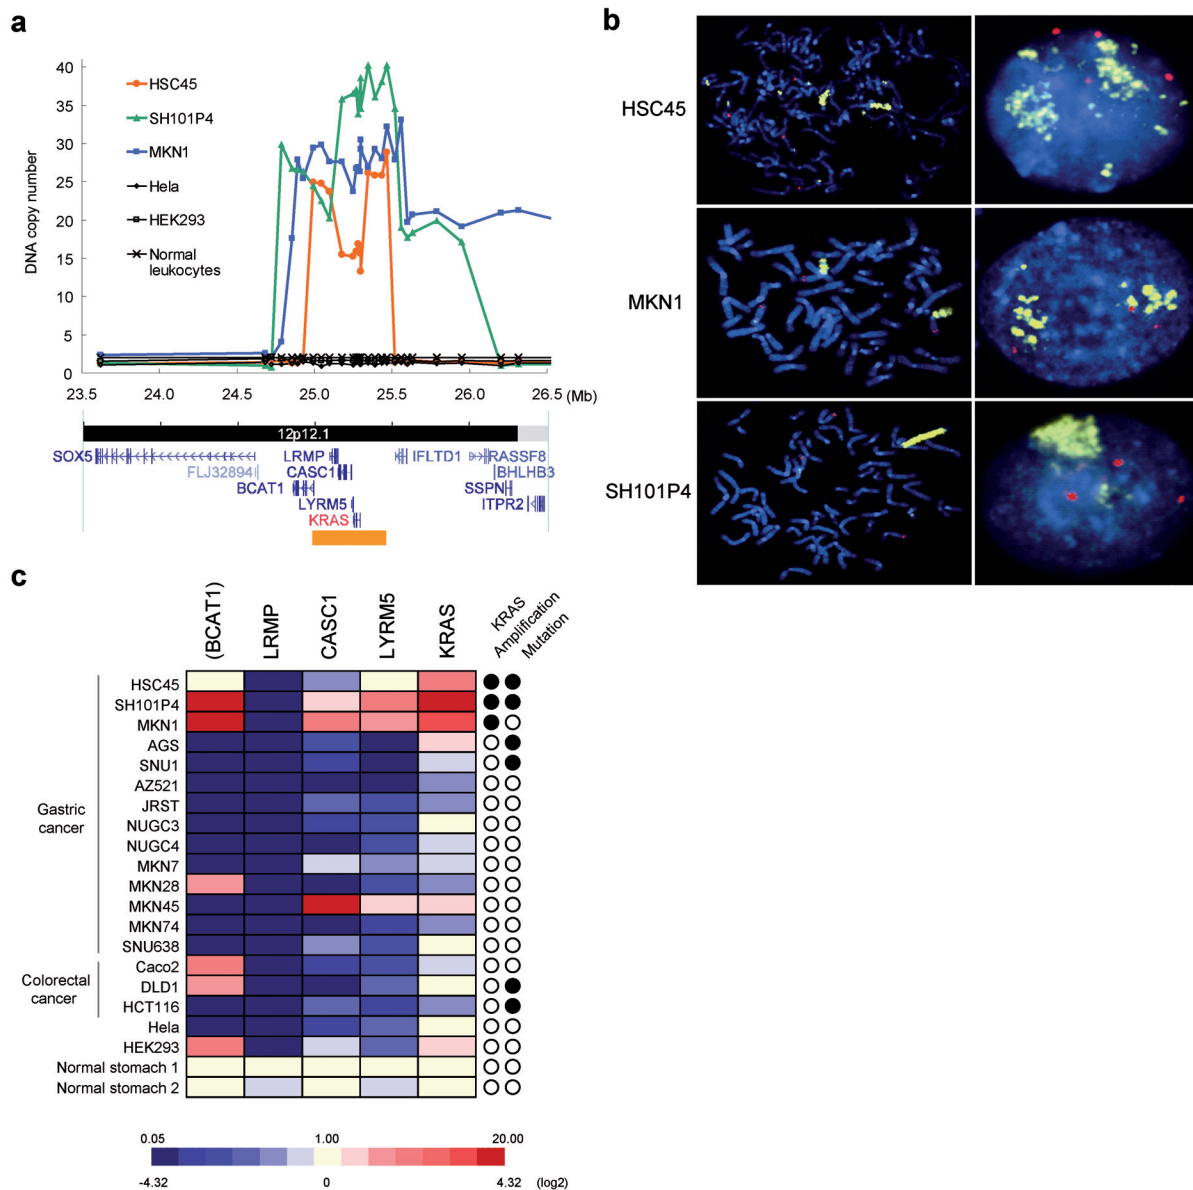 a
DNA copy number
40
35
30
25
20
15
10
5
0
HSC45
SH101P4
MKN1
Hela
HEK293
Normal
leukocytes
23.5 24.0 24.5 25.0 25.5 26.0 26.5 (Mb)
12p12.1
SOX5 LRMP IFLTD1 RASSF8
FLJ32894 CASC1 BHLHB3
BCAT1 SSPN
LYRM5 ITPR2
KRAS
b
HSC45
MKN1
SH101P4
c
(BCAT1) LRMP CASC1 LYRM5 KRAS
KRAS
Amplification
Mutation
Gastric
cancer
HSC45
SH101P4
MKN1
AGS
SNU1
AZ521
JRST
NUGC3
NUGC4
MKN7
MKN28
MKN45
MKN74
SNU638
Colorectal
cancer
Caco2
DLD1
HCT116
Hela
HEK293
Normal stomach 1
Normal stomach 2
0.05 1.00 20.00
-4.32 0 4.32 (log2)